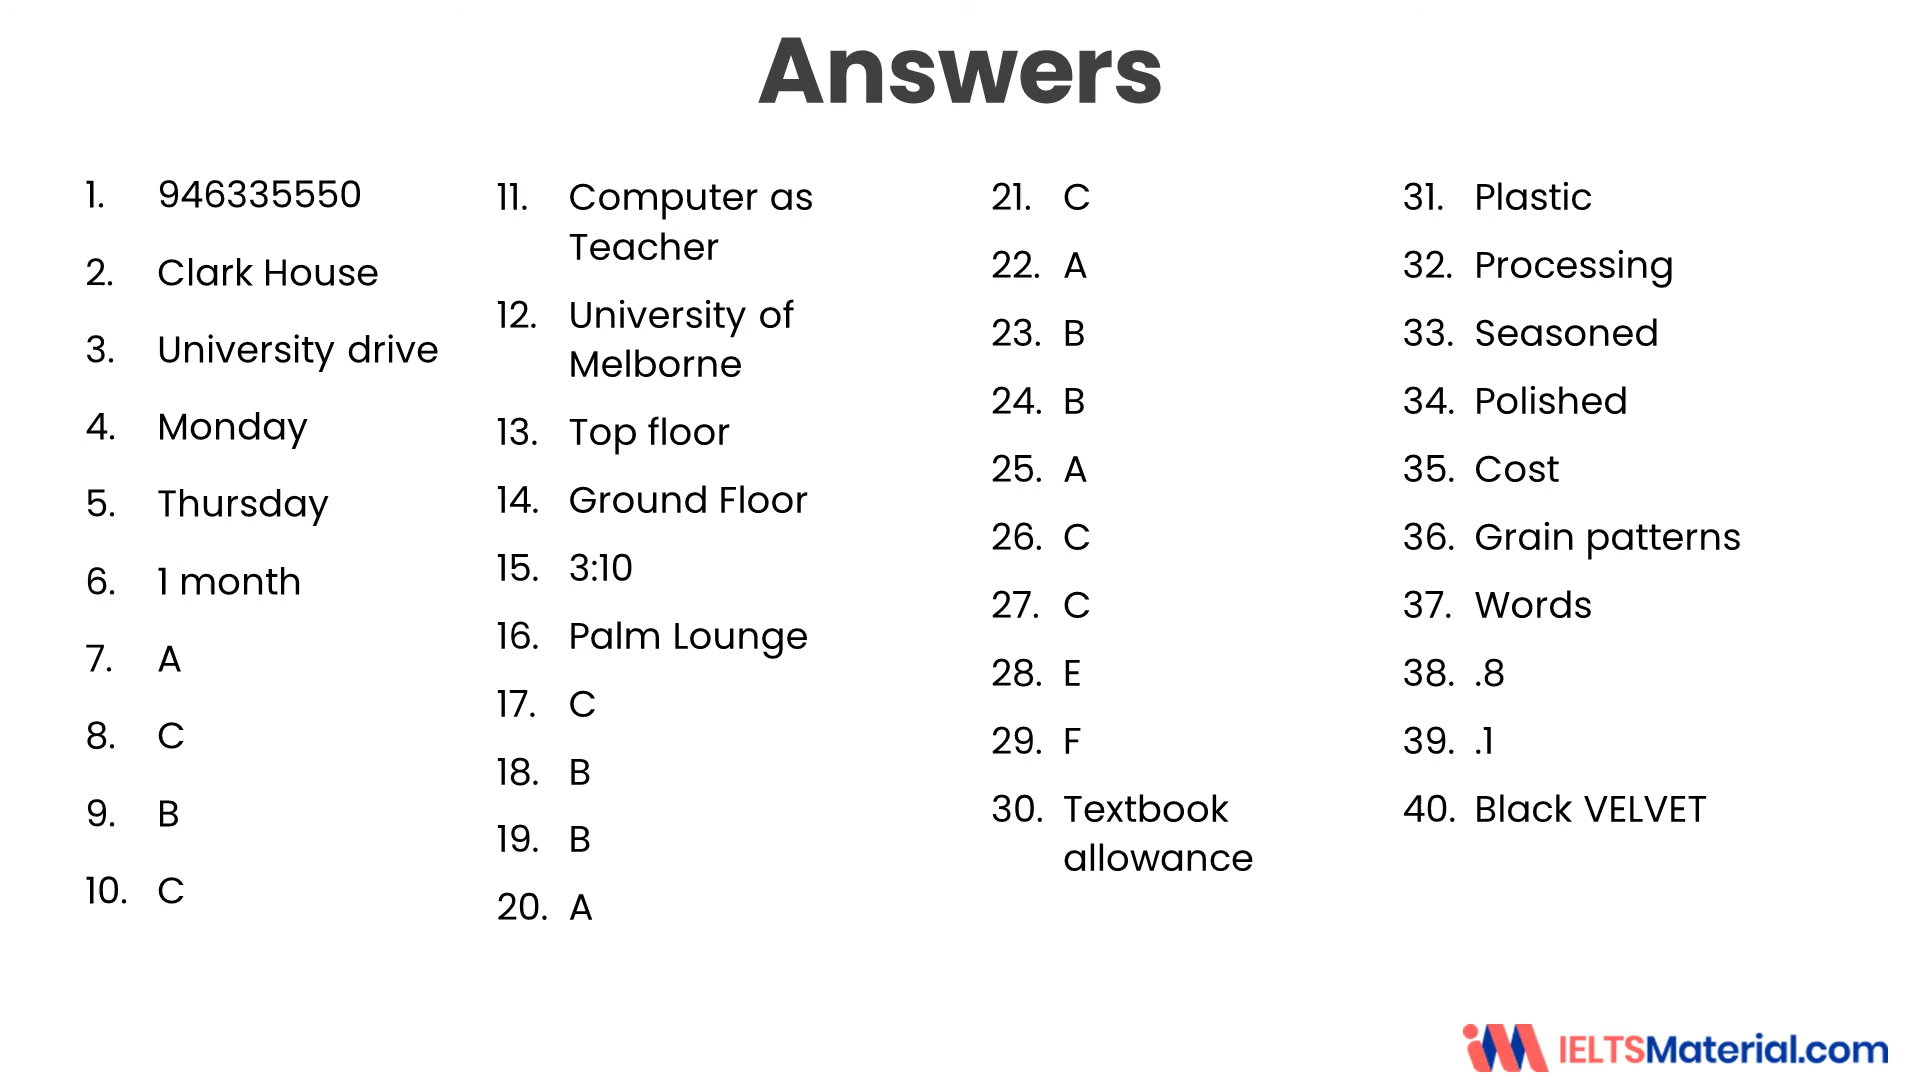 Answers
1. 946335550
2. Clark House
3. University drive
4. Monday
5. Thursday
6. 1 month
7. A
8. C
9. B
10. C
11. Computer as
Teacher
12. University of
Melborne
13. Top floor
14. Ground Floor
15. 3:10
16. Palm Lounge
17. C
18. B
19. B
20. A
21. C
22. A
23. B
24. B
25. A
26. C
27. C
28. E
29. F
30. Textbook
allowance
31. Plastic
32. Processing
33. Seasoned
34. Polished
35. Cost
36. Grain patterns
37. Words
38. .8
39. .1
40. Black VELVET
iM IELTSMaterial.com